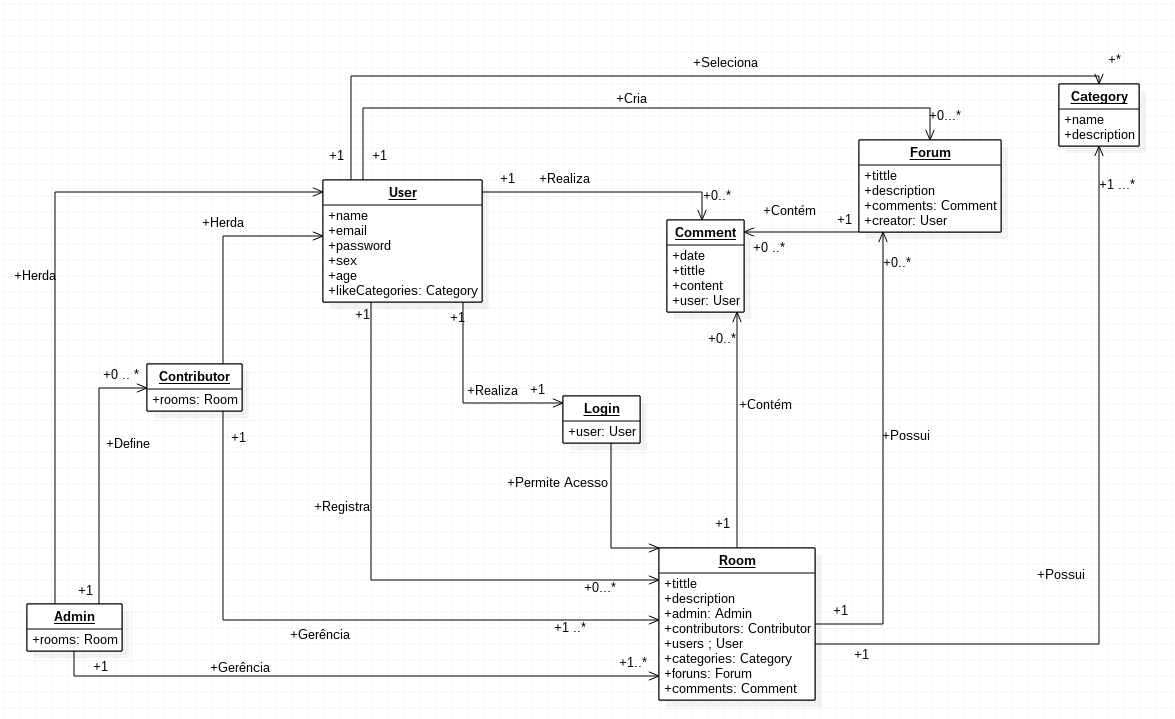 +*
+Seleciona
Category
+name
+description
+Cria
+0...*
Forum
+tittle
+description
+comments: Comment
+creator: User
+1
+1
+1
+Realiza
+0..*
+1 ...*
User
+name
+email
+password
+sex
+age
+likeCategories: Category
+Herda
+Contém
+1
+0 ..*
Comment
+date
+tittle
+content
+user: User
+0..*
+Herda
+1
+1
+0..*
+0 .. *
Contributor
+rooms: Room
+Realiza
+1
Login
+user: User
+Contém
+Define
+1
+Possui
+Permite Acesso
+Registra
+1
Room
+tittle
+description
+admin: Admin
+contributors: Contributor
+users ; User
+categories: Category
+foruns: Forum
+comments: Comment
+Possui
+0...*
+1
Admin
+rooms: Room
+1
+1 ..*
+Gerência
+1
+1
+Gerência
+1..*